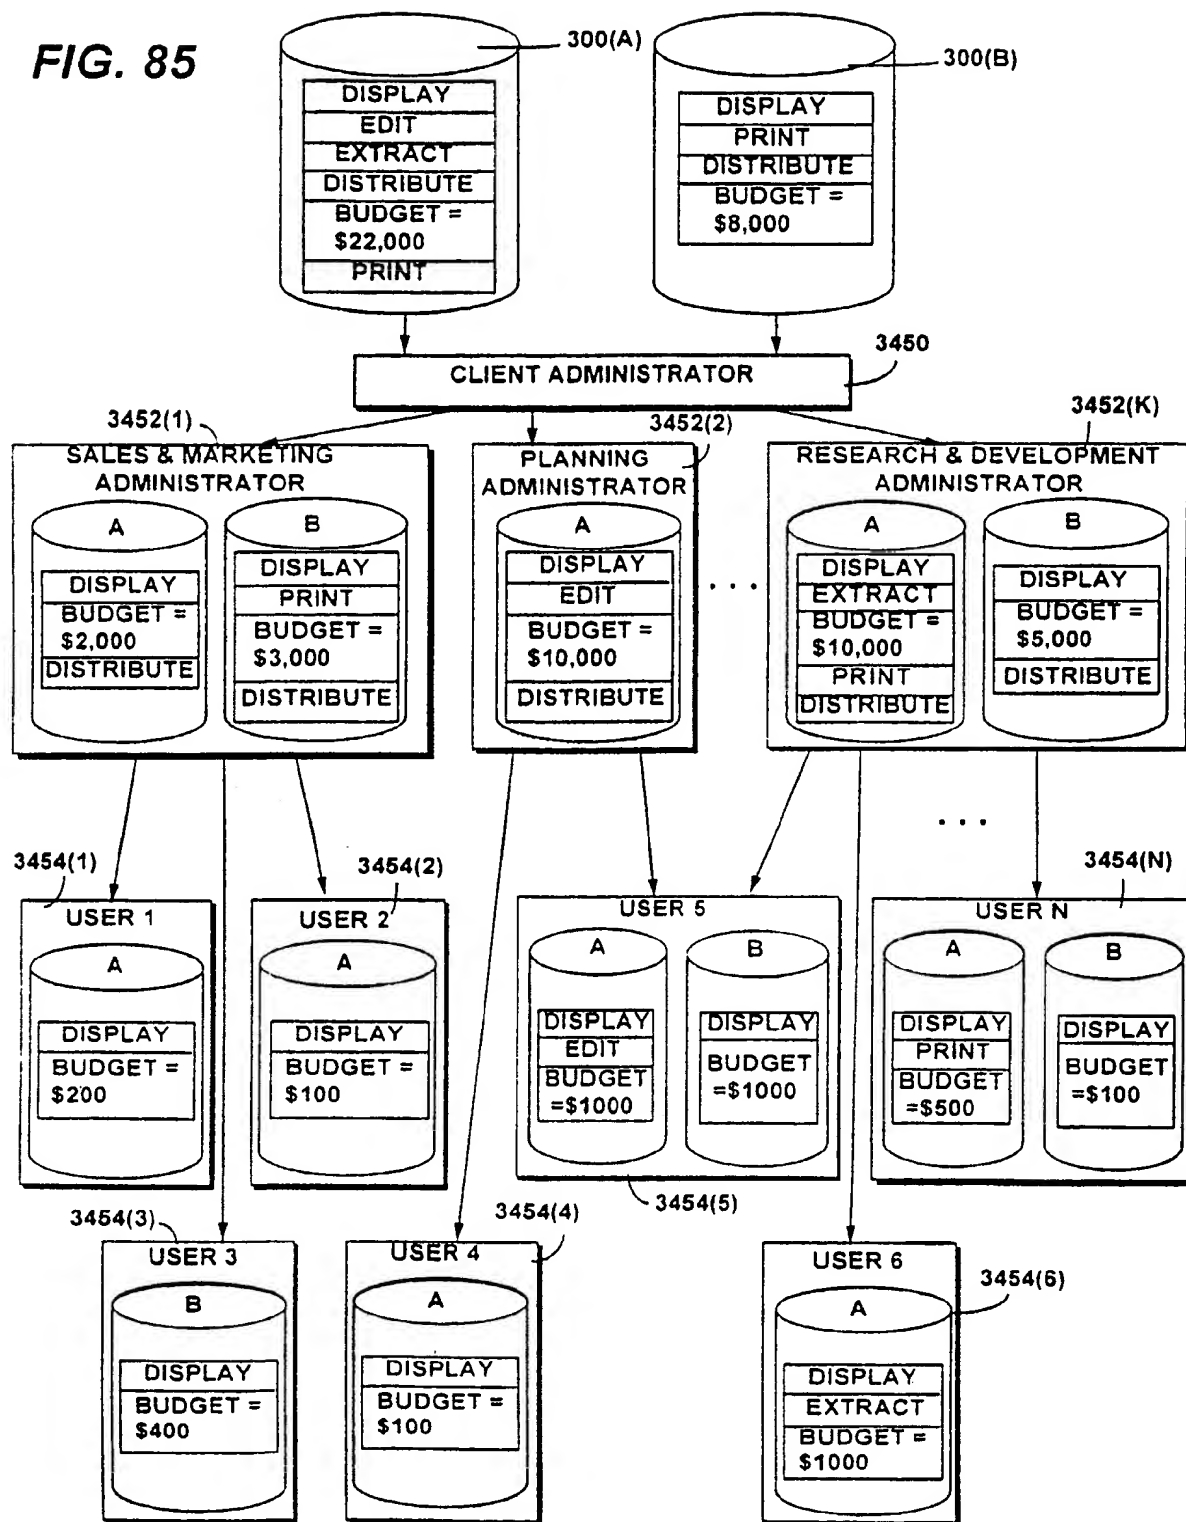 FIG. 85
300(A)
DISPLAY
EDIT
EXTRACT
DISTRIBUTE
BUDGET =
$22,000
PRINT
300(B)
DISPLAY
PRINT
DISTRIBUTE
BUDGET =
$8,000
CLIENT ADMINISTRATOR
3450
3452(1)
SALES & MARKETING
ADMINISTRATOR
A
DISPLAY
BUDGET =
$2,000
DISTRIBUTE
B
DISPLAY
PRINT
BUDGET =
$3,000
DISTRIBUTE
3452(2)
PLANNING
ADMINISTRATOR
A
DISPLAY
EDIT
BUDGET =
$10,000
DISTRIBUTE
. . .
3452(K)
RESEARCH & DEVELOPMENT
ADMINISTRATOR
A
DISPLAY
EXTRACT
BUDGET =
$10,000
PRINT
DISTRIBUTE
B
DISPLAY
BUDGET =
$5,000
DISTRIBUTE
. . .
3454(1)
USER 1
A
DISPLAY
BUDGET =
$200
3454(2)
USER 2
A
DISPLAY
BUDGET =
$100
USER 5
A
DISPLAY
EDIT
BUDGET
=$1000
B
DISPLAY
BUDGET
=$1000
3454(5)
3454(N)
USER N
A
DISPLAY
PRINT
BUDGET
=$500
B
DISPLAY
BUDGET
=$100
3454(3)
USER 3
B
DISPLAY
BUDGET =
$400
3454(4)
USER 4
A
DISPLAY
BUDGET =
$100
USER 6
3454(6)
A
DISPLAY
EXTRACT
BUDGET =
$1000